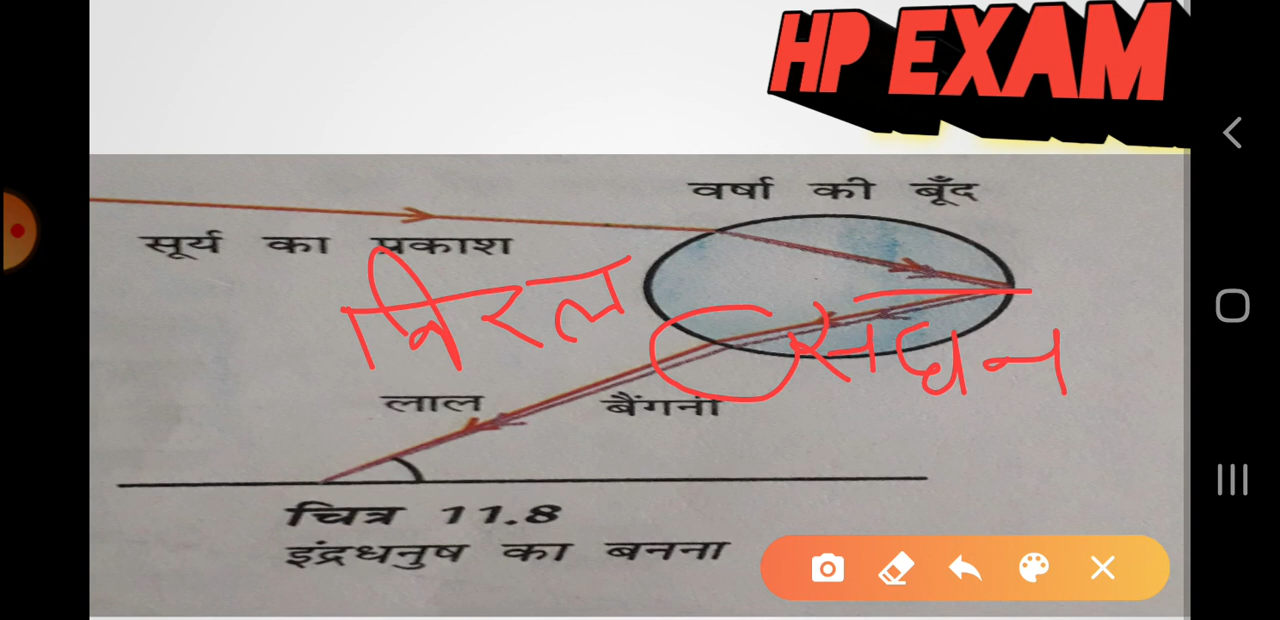 HP EXAM
वर्षा की बूँद
सूर्य का प्रकाश
विरल
सघन
लाल बैंगनी
चित्र 11.8
इंद्रधनुष का बनना